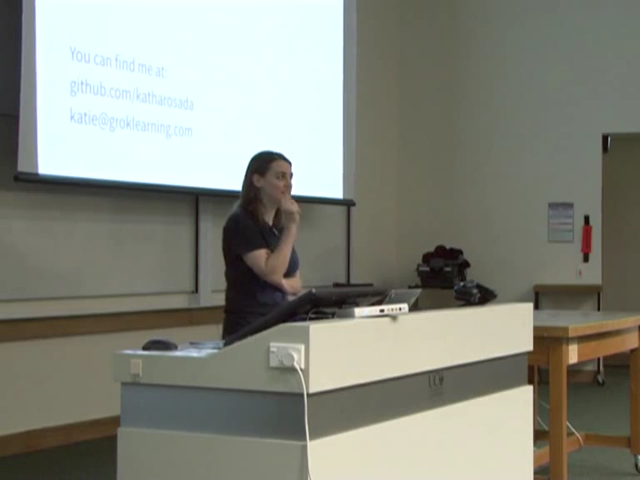 You can find me at:
github.com/katharosada
katie@groklearning.com